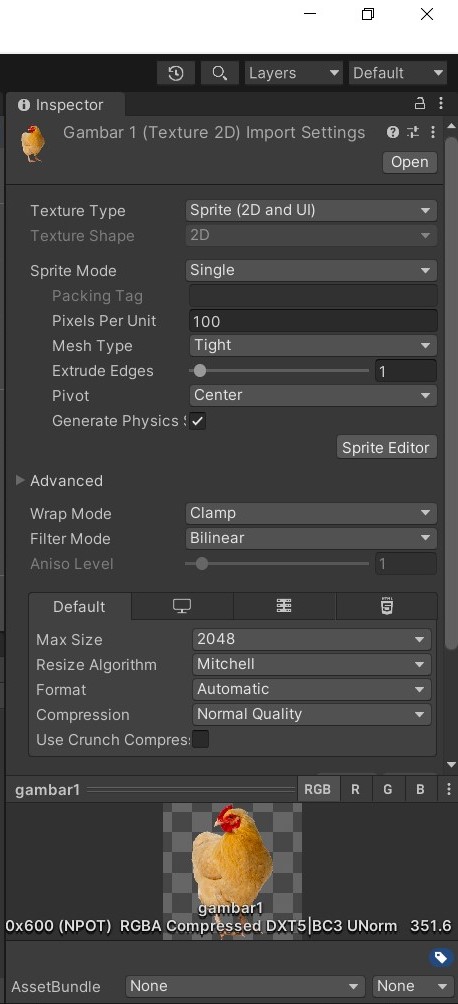 Layers Default
Inspector
Gambar 1 (Texture 2D) Import Settings
Open
Texture Type Sprite (2D and UI)
Texture Shape 2D
Sprite Mode Single
Packing Tag
Pixels Per Unit 100
Mesh Type Tight
Extrude Edges 1
Pivot Center
Generate Physics S
Sprite Editor
Advanced
Wrap Mode Clamp
Filter Mode Bilinear
Aniso Level 1
Default
Max Size 2048
Resize Algorithm Mitchell
Format Automatic
Compression Normal Quality
Use Crunch Compres
gambar1 RGB R G B
gambar1
0x600 (NPOT) RGBA Compressed DXT5|BC3 UNorm 351.6
AssetBundle None None